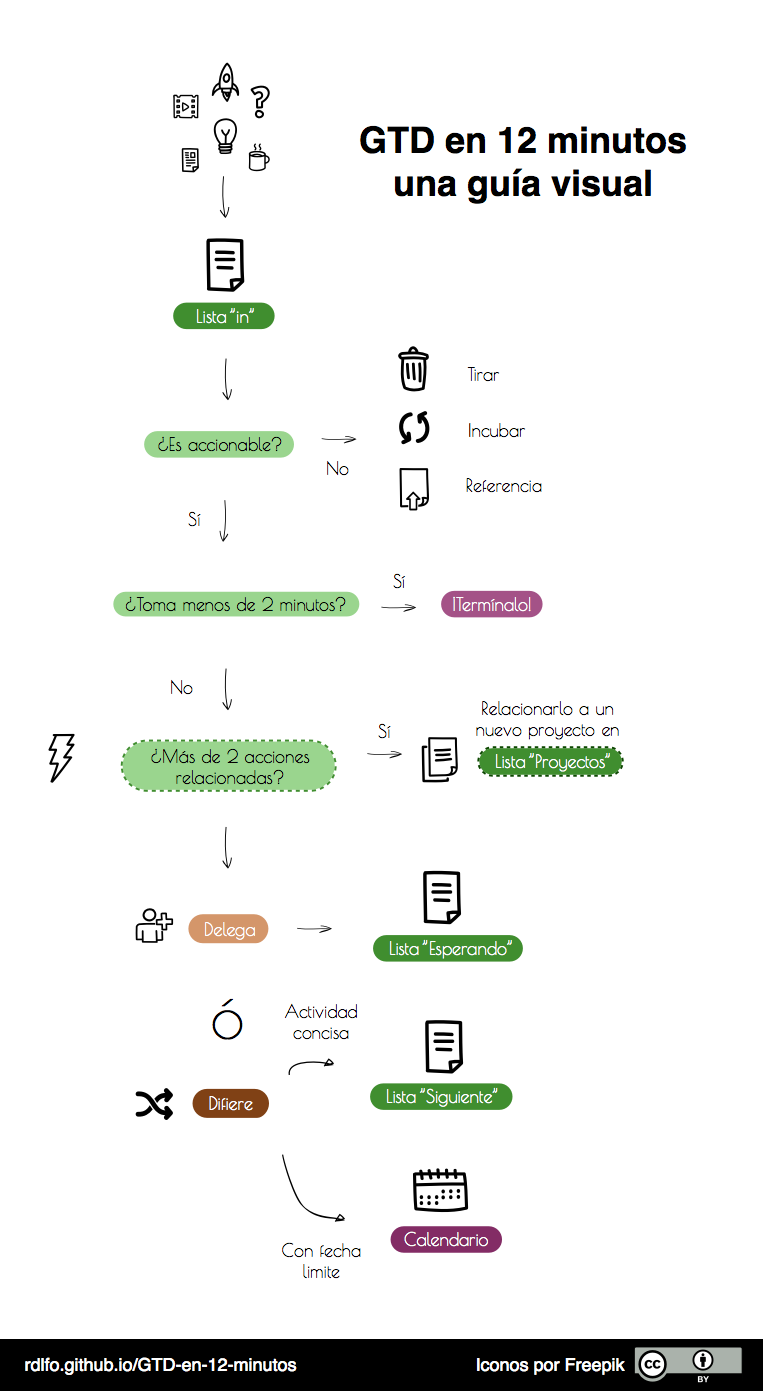 GTD en 12 minutos
una guía visual
Lista "in"
¿Es accionable?
No
Tirar
Incubar
Referencia
Sí
¿Toma menos de 2 minutos?
Sí
¡Termínalo!
No
¿Más de 2 acciones
relacionadas?
Sí
Relacionarlo a un
nuevo proyecto en
Lista "Proyectos"
Delega
Lista "Esperando"
Ó
Actividad
concisa
Lista "Siguiente"
Difiere
Con fecha
limite
Calendario
rdlfo.github.io/GTD-en-12-minutos
Iconos por Freepik
cc
BY